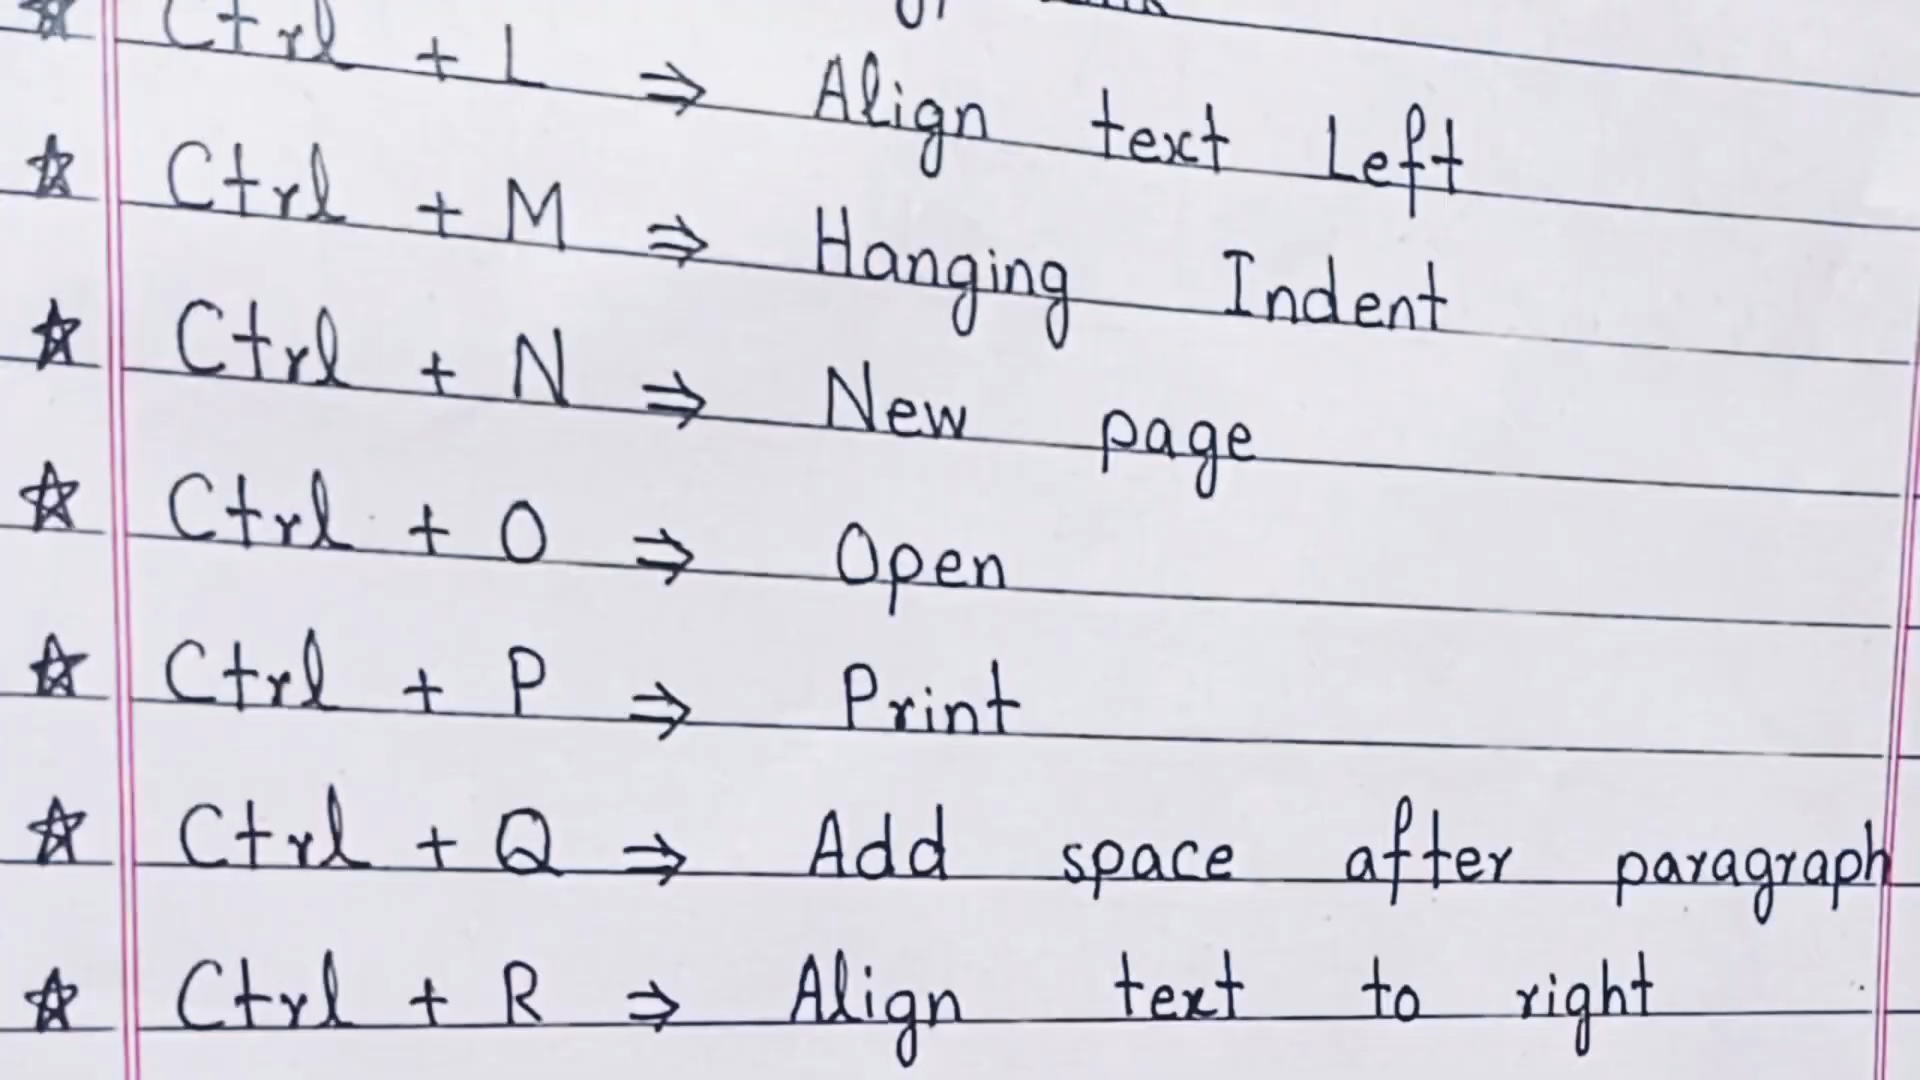 ☆ Ctrl + L ⇒ Align text Left
☆ Ctrl + M ⇒ Hanging Indent
☆ Ctrl + N ⇒ New page
☆ Ctrl + O ⇒ Open
☆ Ctrl + P ⇒ Print
☆ Ctrl + Q ⇒ Add space after paragraph
☆ Ctrl + R ⇒ Align text to right